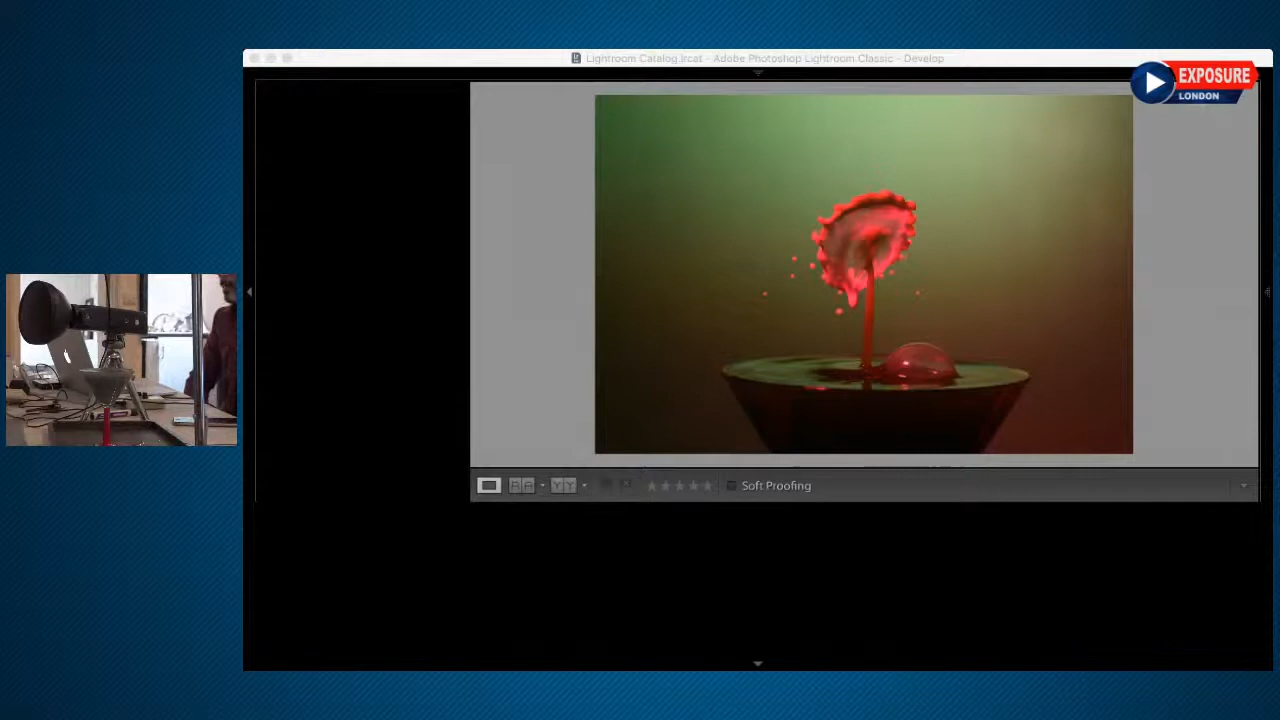 Lightroom Catalog.lrcat - Adobe Photoshop Lightroom Classic - Develop
EXPOSURE
LONDON
R A Y Y Soft Proofing